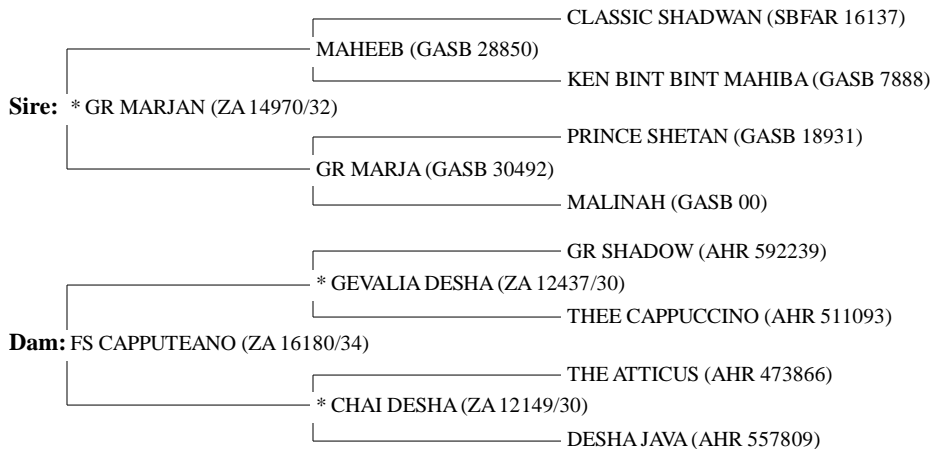 CLASSIC SHADWAN (SBFAR 16137)
MAHEEB (GASB 28850)
KEN BINT BINT MAHIBA (GASB 7888)
Sire: * GR MARJAN (ZA 14970/32)
PRINCE SHETAN (GASB 18931)
GR MARJA (GASB 30492)
MALINAH (GASB 00)
GR SHADOW (AHR 592239)
* GEVALIA DESHA (ZA 12437/30)
THEE CAPPUCCINO (AHR 511093)
Dam: FS CAPPUTEANO (ZA 16180/34)
THE ATTICUS (AHR 473866)
* CHAI DESHA (ZA 12149/30)
DESHA JAVA (AHR 557809)